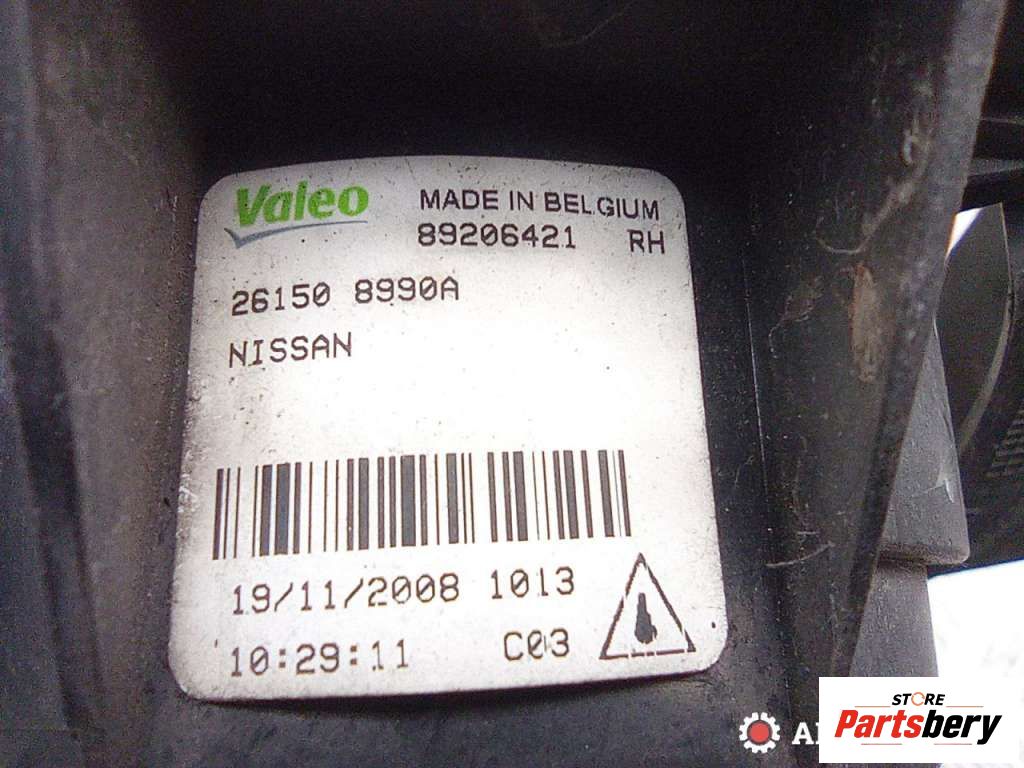 Valeo
MADE IN BELGIUM
89206421 RH
26150 8990A
NISSAN
19/11/2008 1013
10:29:11 C03
STORE
Partsbery